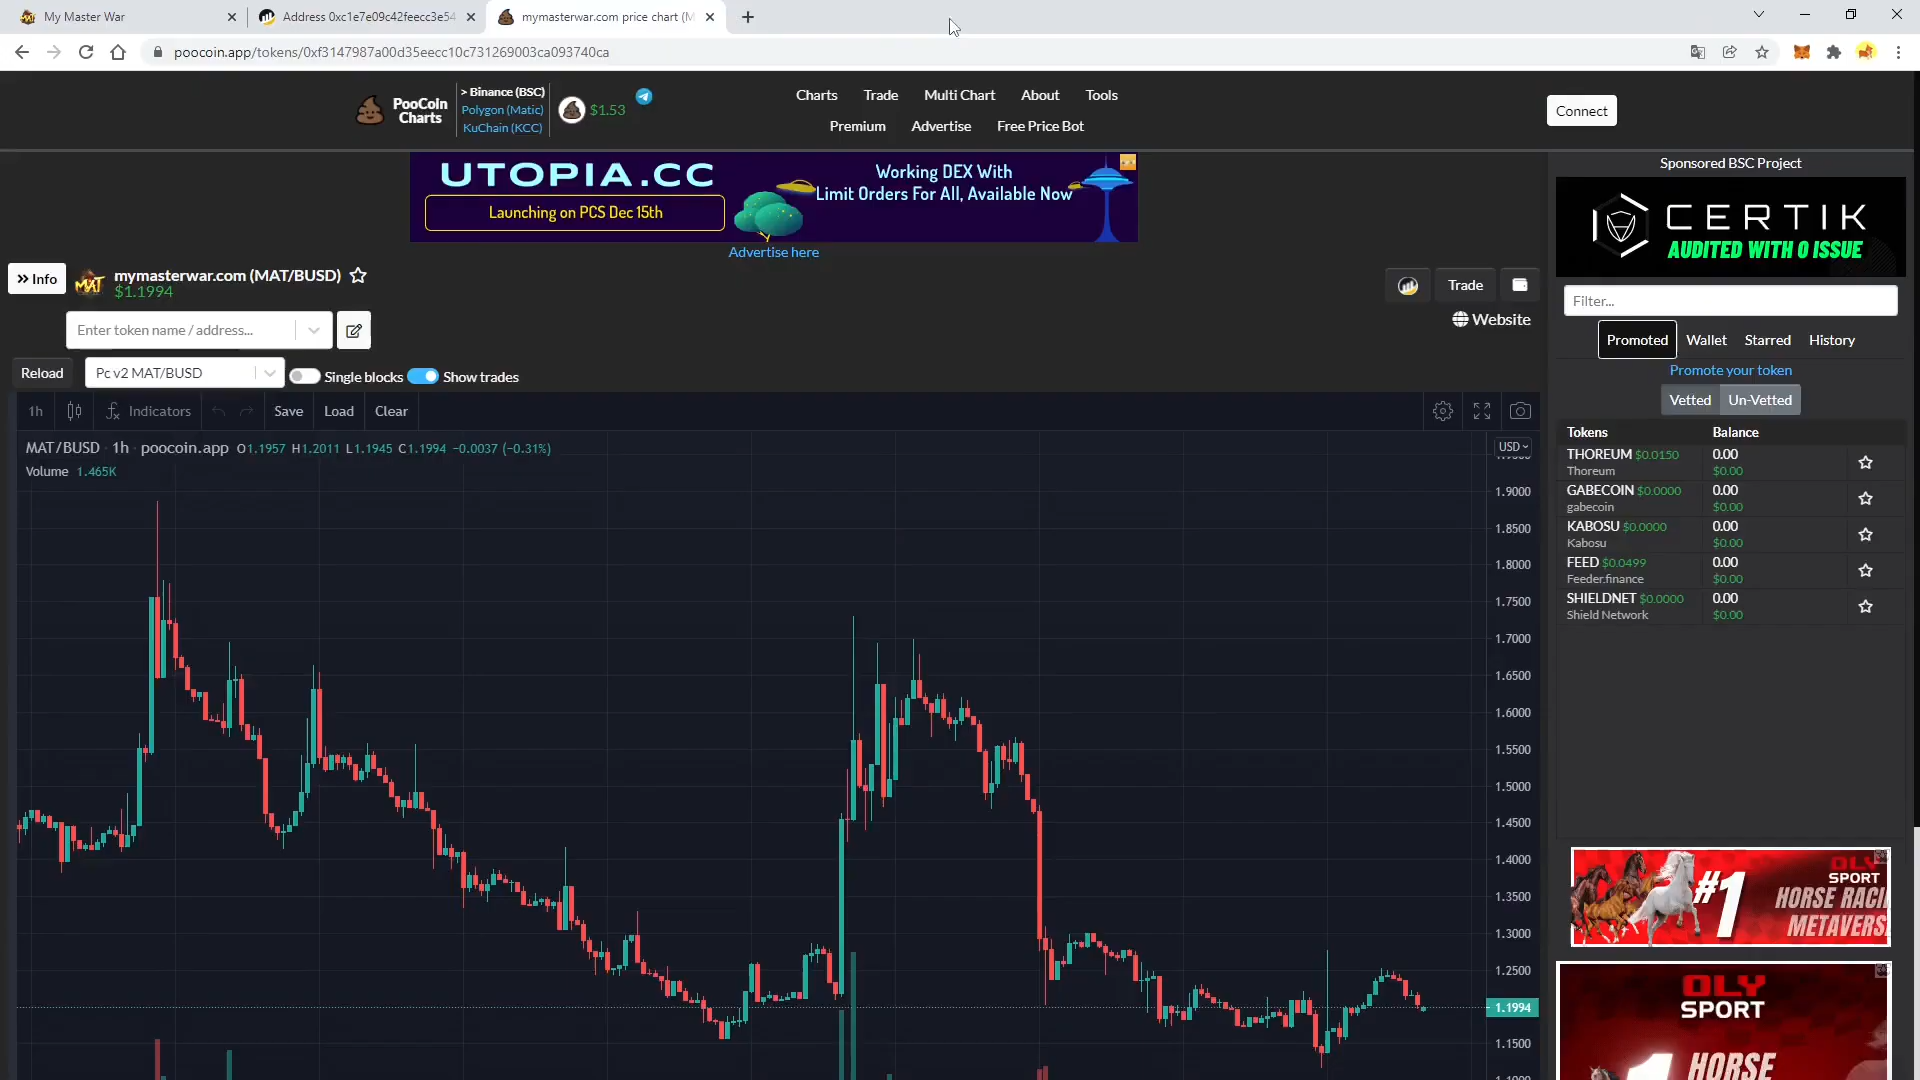 My Master War
Address 0xc1e7e09c42feecc3e54
mymasterwar.com price chart (M
poocoin.app/tokens/0xf3147987a00d35eecc10c731269003ca093740ca
PooCoin
Charts
> Binance (BSC)
Polygon (Matic)
KuChain (KCC)
$1.53
Charts
Trade
Multi Chart
About
Tools
Premium
Advertise
Free Price Bot
Connect
UTOPIA.CC
Launching on PCS Dec 15th
Working DEX With
Limit Orders For All, Available Now
Advertise here
Sponsored BSC Project
CERTIK
AUDITED WITH 0 ISSUE
Info
MAT
mymasterwar.com (MAT/BUSD)
$1.1994
Trade
Website
Enter token name / address...
Reload
Pc v2 MAT/BUSD
Single blocks
Show trades
1h
Indicators
Save
Load
Clear
MAT/BUSD · 1h · poocoin.app O1.1957 H1.2011 L1.1945 C1.1994 −0.0037 (−0.31%)
Volume 1.465K
USD
1.9000
1.8500
1.8000
1.7500
1.7000
1.6500
1.6000
1.5500
1.5000
1.4500
1.4000
1.3500
1.3000
1.2500
1.1994
1.1500
Filter...
Promoted
Wallet
Starred
History
Promote your token
Vetted
Un-Vetted
Tokens
Balance
THOREUM $0.0150
Thoreum
0.00
$0.00
GABECOIN $0.0000
gabecoin
0.00
$0.00
KABOSU $0.0000
Kabosu
0.00
$0.00
FEED $0.0499
Feeder.finance
0.00
$0.00
SHIELDNET $0.0000
Shield Network
0.00
$0.00
OLY
SPORT
#1
HORSE RACI
METAVERS
OLY
SPORT
1
HORSE